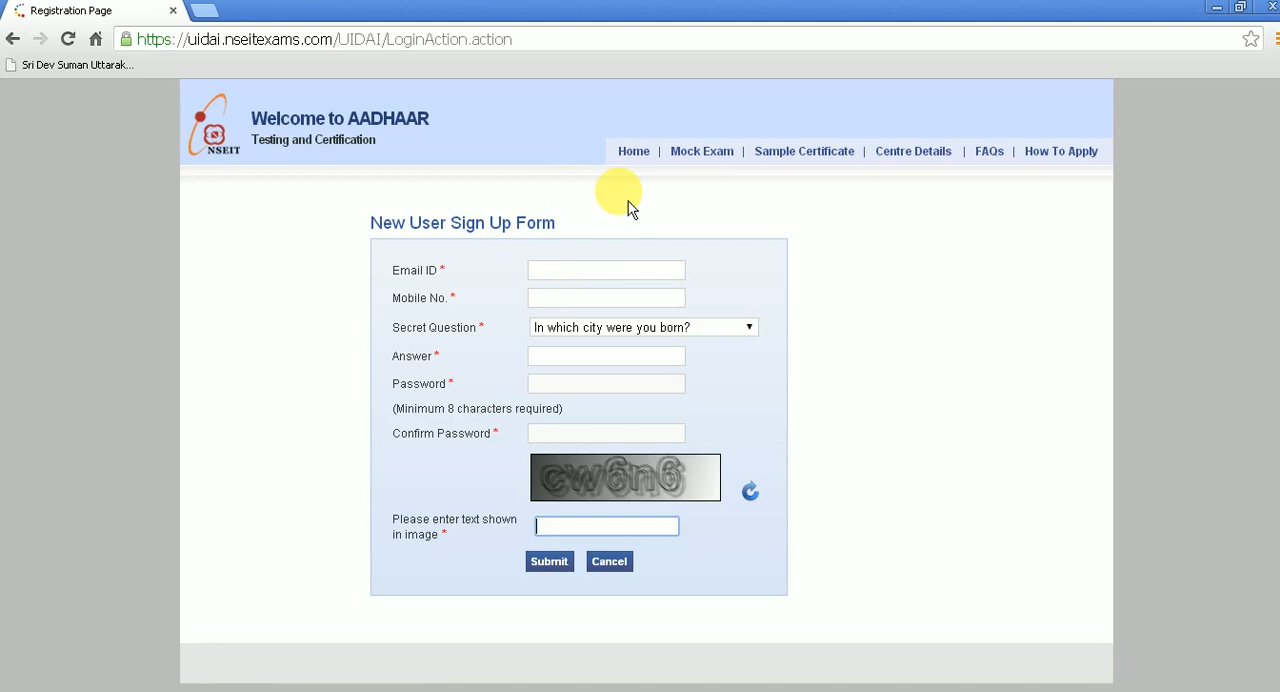 Registration Page
https://uidai.nseitexams.com/UIDAI/LoginAction.action
Sri Dev Suman Uttarak...
NSEIT
Welcome to AADHAAR
Testing and Certification
Home | Mock Exam | Sample Certificate | Centre Details | FAQs | How To Apply
New User Sign Up Form
Email ID *
Mobile No. *
Secret Question * In which city were you born?
Answer *
Password *
(Minimum 8 characters required)
Confirm Password *
cw6n6
Please enter text shown
in image *
Submit Cancel